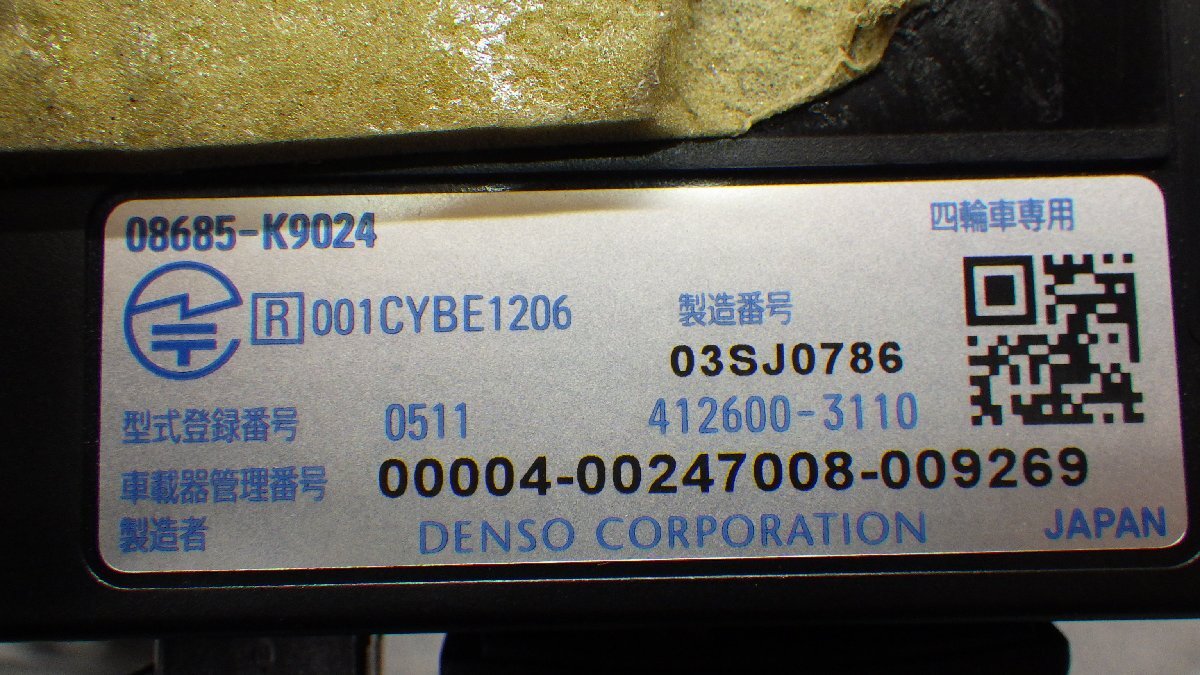 08685-K9024
四輪車専用
R 001CYBE1206
製造番号
03SJ0786
型式登録番号 0511 412600-3110
車載器管理番号 00004-00247008-009269
製造者 DENSO CORPORATION JAPAN